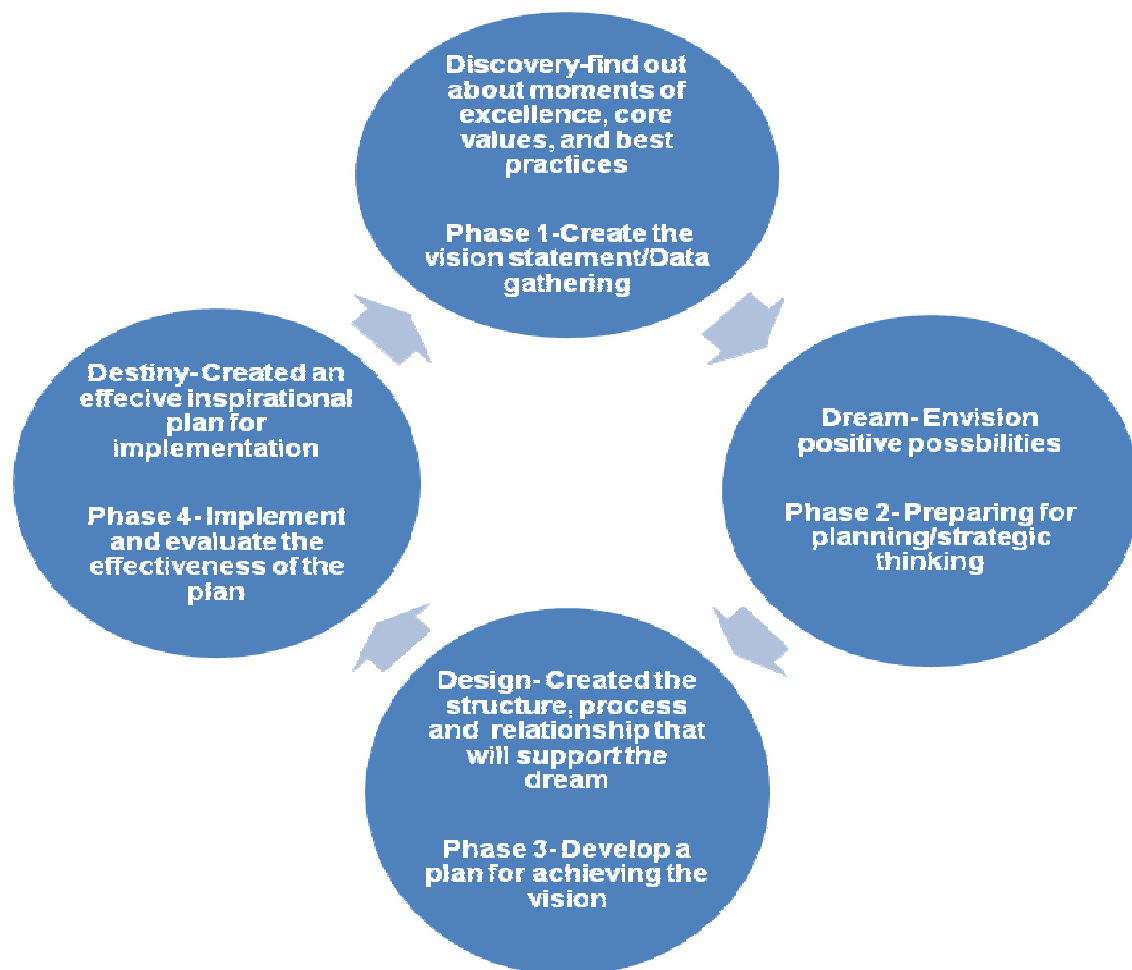 Discovery-find out
about moments of
excellence, core
values, and best
practices
Phase 1-Create the
vision statement/Data
gathering
Dream- Envision
positive possbilities
Phase 2- Preparing for
planning/strategic
thinking
Design- Created the
structure, process
and relationship that
will support the
dream
Phase 3- Develop a
plan for achieving the
vision
Destiny- Created an
effecive inspirational
plan for
implementation
Phase 4- Implement
and evaluate the
effectiveness of the
plan